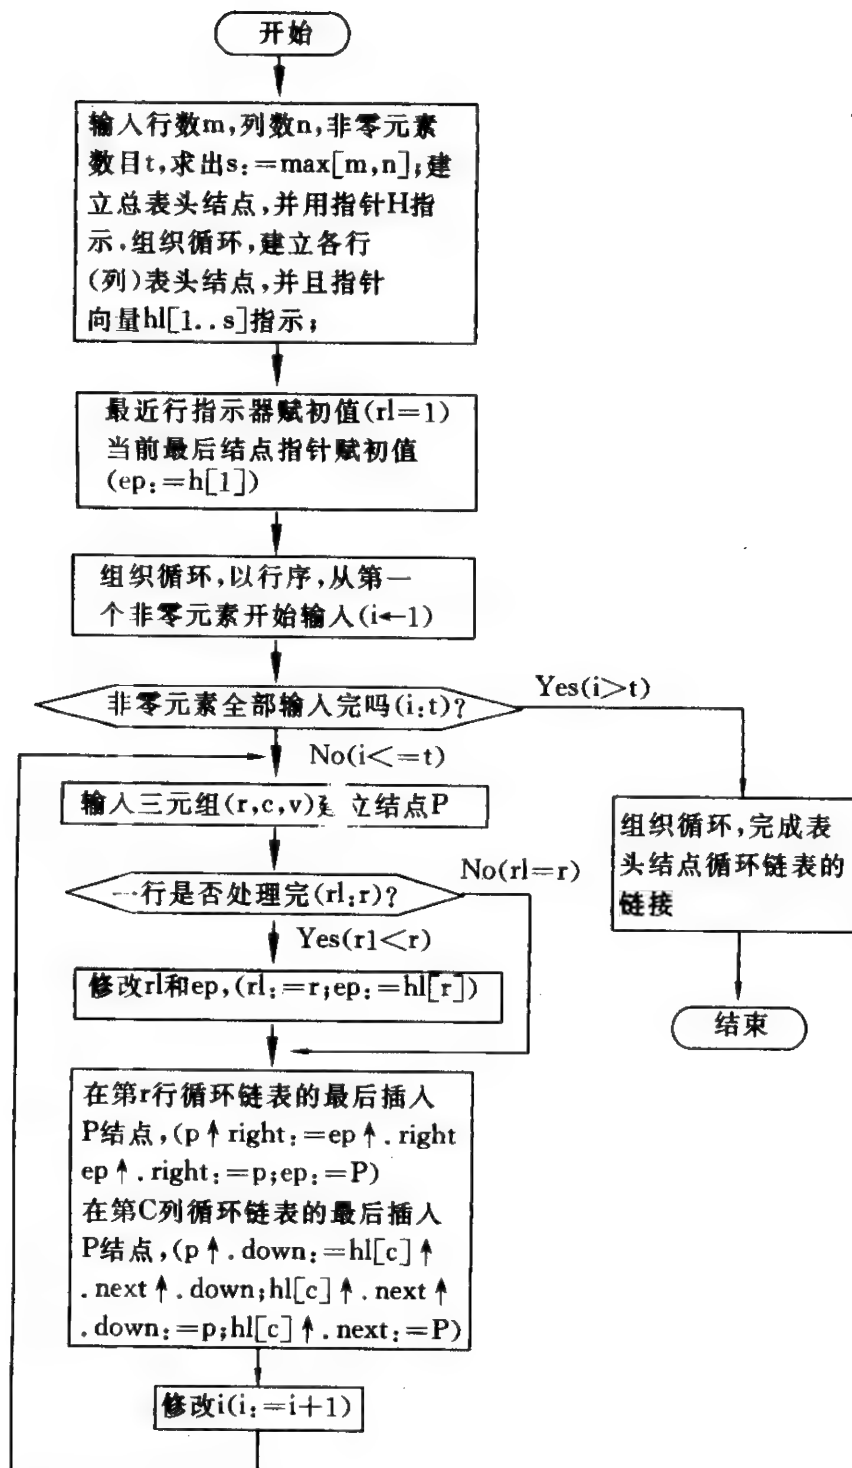 开始
输入行数m,列数n,非零元素
数目t,求出s:=max[m,n];建
立总表头结点,并用指针H指
示.组织循环,建立各行
(列)表头结点,并且指针
向量hl[1..s]指示;
最近行指示器赋初值(rl=1)
当前最后结点指针赋初值
(ep:=h[1])
组织循环,以行序,从第一
个非零元素开始输入(i←1)
非零元素全部输入完吗(i:t)?
Yes(i>t)
No(i<=t)
输入三元组(r,c,v)建立结点P
组织循环,完成表
头结点循环链表的
链接
一行是否处理完(rl:r)?
No(rl=r)
Yes(r1<r)
修改rl和ep,(rl:=r;ep:=hl[r])
结束
在第r行循环链表的最后插入
P结点,(p↑right:=ep↑.right
ep↑.right:=p;ep:=P)
在第C列循环链表的最后插入
P结点,(p↑.down:=hl[c]↑
.next↑.down;hl[c]↑.next↑
.down:=p;hl[c]↑.next:=P)
修改i(i:=i+1)